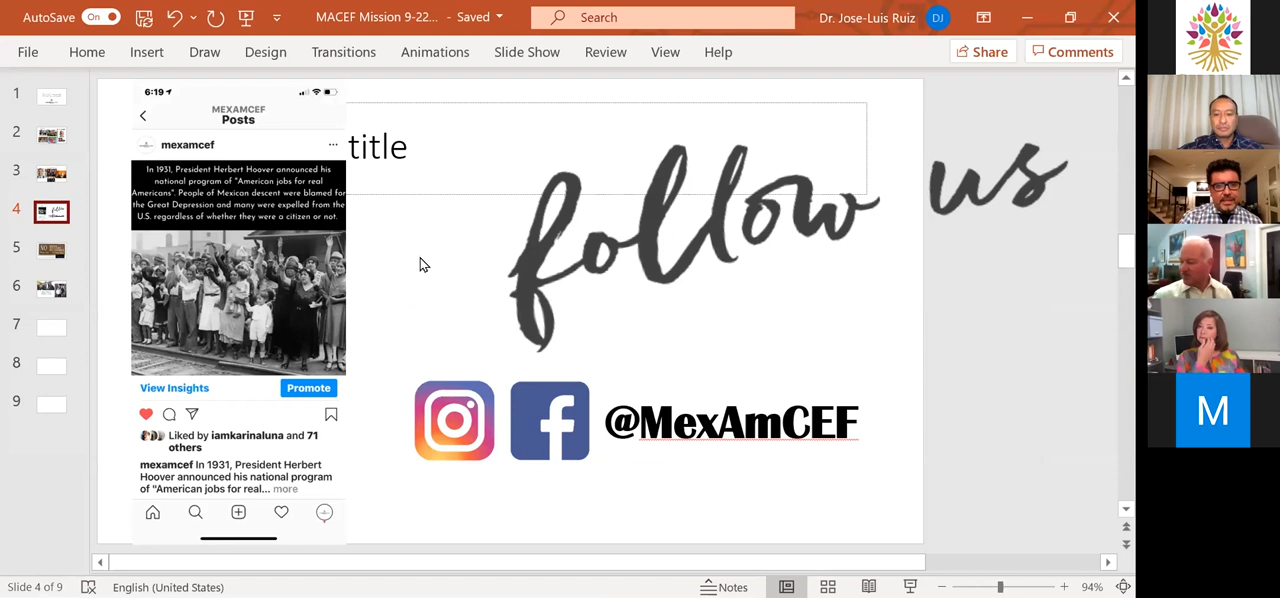 AutoSave On
MACEF Mission 9-22... - Saved
Search
Dr. Jose-Luis Ruiz DJ
File Home Insert Draw Design Transitions Animations Slide Show Review View Help Share Comments
1
2
3
4
5
6
7
8
9
6:19
MEXAMCEF
Posts
mexamcef
...
In 1931, President Herbert Hoover announced his
national program of "American jobs for real
Americans". People of Mexican descent were blamed for
the Great Depression and many were expelled from the
U.S. regardless of whether they were a citizen or not.
View Insights Promote
Liked by iamkarinaluna and 71
others
mexamcef In 1931, President Herbert
Hoover announced his national program
of "American jobs for real... more
title
follow us
@MexAmCEF
M
Slide 4 of 9 English (United States) Notes 94%